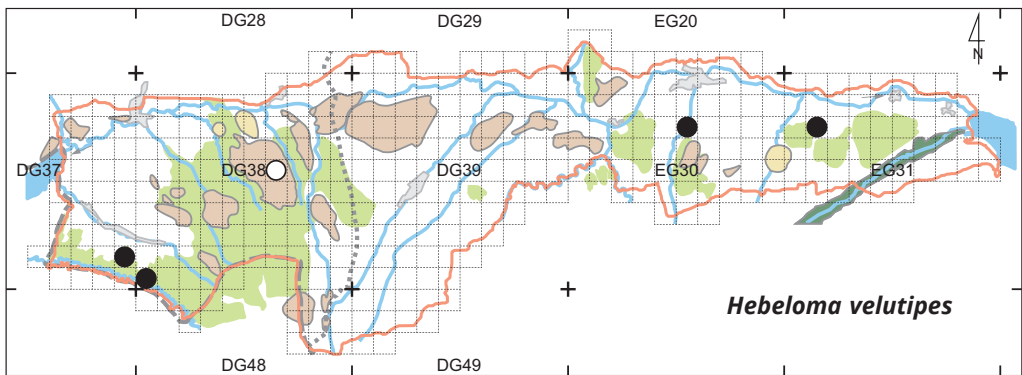 DG28 DG29 EG20
N
DG37 DG38 DG39 EG30 EG31
Hebeloma velutipes
DG48 DG49